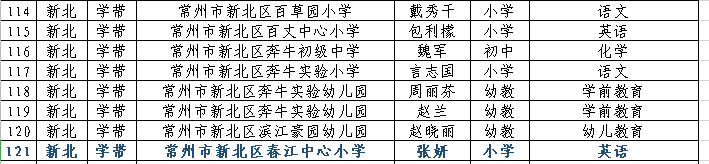 114 新北 学带 常州市新北区百草园小学 戴秀千 小学 语文
115 新北 学带 常州市新北区百丈中心小学 包利檬 小学 英语
116 新北 学带 常州市新北区奔牛初级中学 魏军 初中 化学
117 新北 学带 常州市新北区奔牛实验小学 言志国 小学 语文
118 新北 学带 常州市新北区奔牛实验幼儿园 周丽芬 幼教 学前教育
119 新北 学带 常州市新北区奔牛实验幼儿园 赵兰 幼教 学前教育
120 新北 学带 常州市新北区滨江豪园幼儿园 赵晓丽 幼教 幼儿教育
121 新北 学带 常州市新北区春江中心小学 张妍 小学 英语